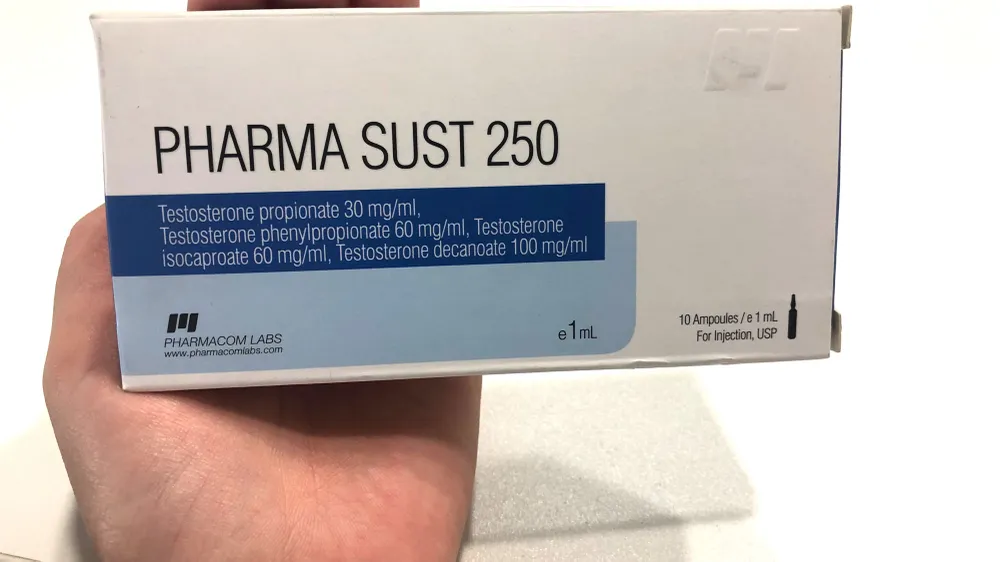 PHARMA SUST 250
Testosterone propionate 30 mg/ml,
Testosterone phenylpropionate 60 mg/ml, Testosterone
isocaproate 60 mg/ml, Testosterone decanoate 100 mg/ml
PHARMACOM LABS
www.pharmacomlabs.com
e1mL
10 Ampoules / e 1 mL
For Injection, USP